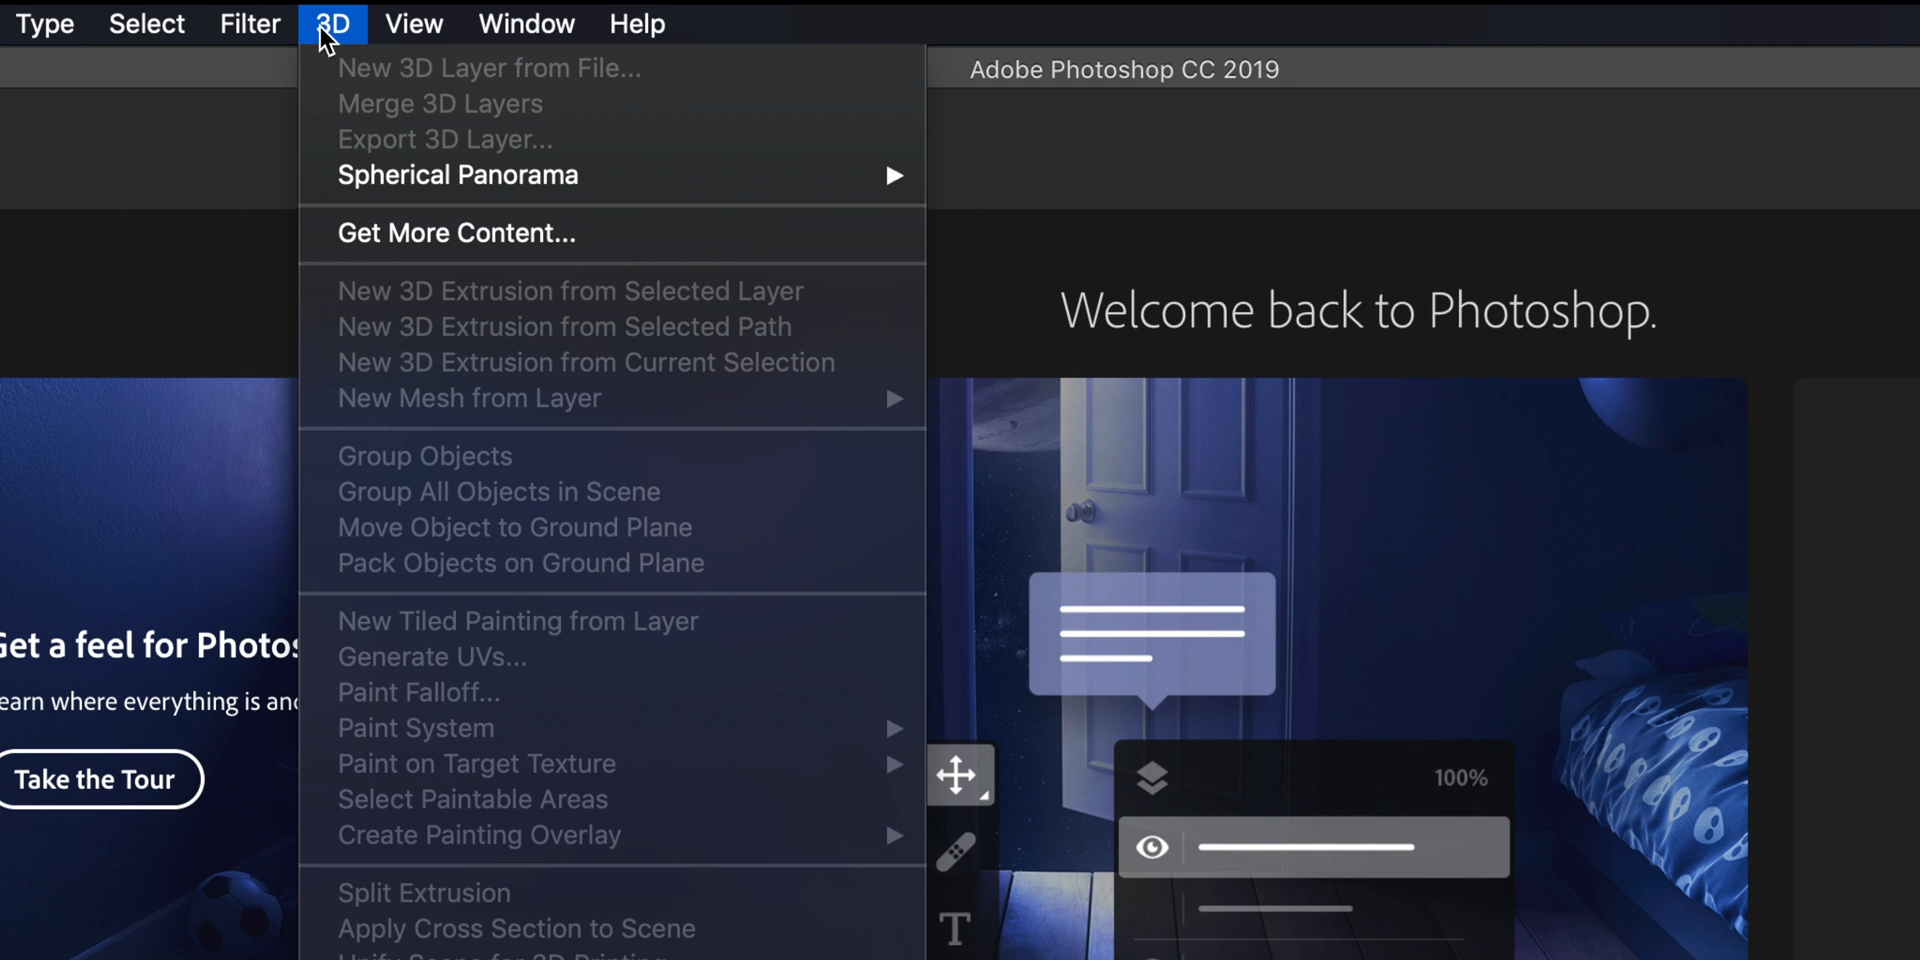 Type Select Filter 3D View Window Help
Adobe Photoshop CC 2019
New 3D Layer from File...
Merge 3D Layers
Export 3D Layer...
Spherical Panorama
Get More Content...
New 3D Extrusion from Selected Layer
New 3D Extrusion from Selected Path
New 3D Extrusion from Current Selection
New Mesh from Layer
Group Objects
Group All Objects in Scene
Move Object to Ground Plane
Pack Objects on Ground Plane
New Tiled Painting from Layer
Generate UVs...
Paint Falloff...
Paint System
Paint on Target Texture
Select Paintable Areas
Create Painting Overlay
Split Extrusion
Apply Cross Section to Scene
Welcome back to Photoshop.
Get a feel for Photos
earn where everything is and
Take the Tour
100%
T